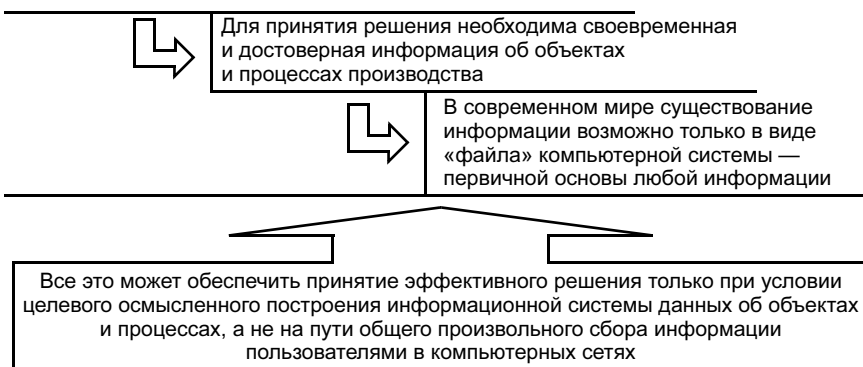 Для принятия решения необходима своевременная
и достоверная информация об объектах
и процессах производства
В современном мире существование
информации возможно только в виде
«файла» компьютерной системы —
первичной основы любой информации
Все это может обеспечить принятие эффективного решения только при условии
целевого осмысленного построения информационной системы данных об объектах
и процессах, а не на пути общего произвольного сбора информации
пользователями в компьютерных сетях